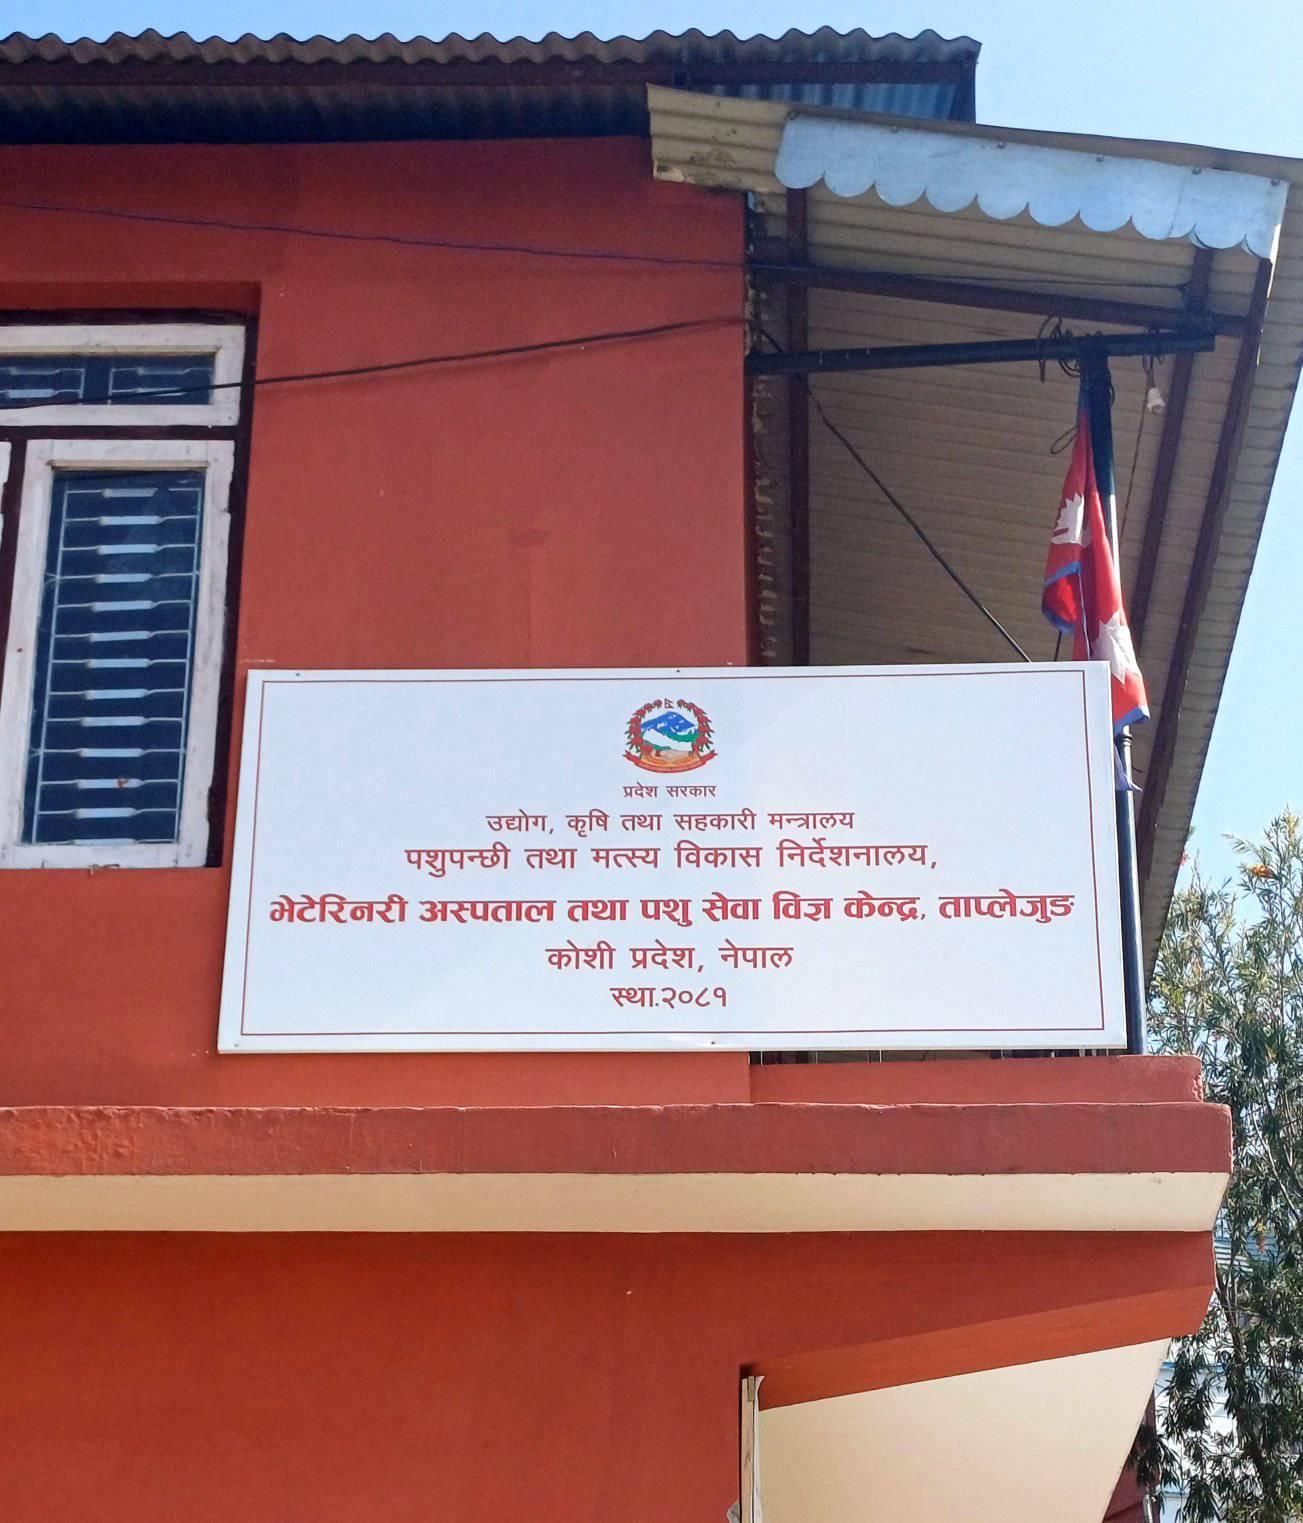 प्रदेश सरकार
उद्योग, कृषि तथा सहकारी मन्त्रालय
पशुपन्छी तथा मत्स्य विकास निर्देशनालय,
भेटेरिनरी अस्पताल तथा पशु सेवा विज्ञ केन्द्र, ताप्लेजुङ
कोशी प्रदेश, नेपाल
स्था.२०८१